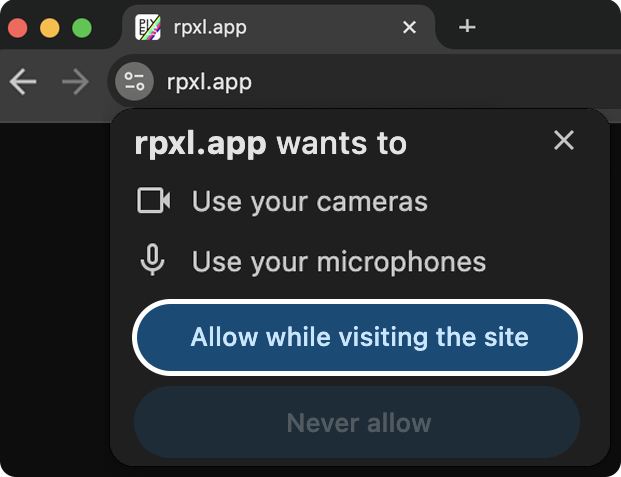 rpxl.app
rpxl.app
rpxl.app wants to
Use your cameras
Use your microphones
Allow while visiting the site
Never allow